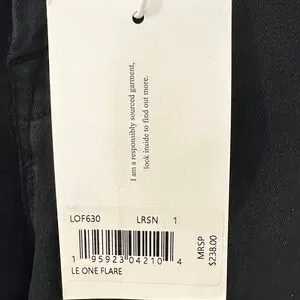 I am a responsibly sourced garment,
look inside to find out more.
LOF630 LRSN 1
1 95923 04210 4
LE ONE FLARE
MRSP
$238.00